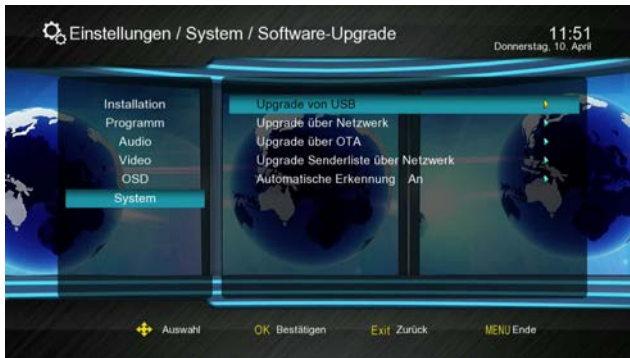 Einstellungen / System / Software-Upgrade
11:51
Donnerstag, 10. April
Installation
Programm
Audio
Video
OSD
System
Upgrade von USB
Upgrade über Netzwerk
Upgrade über OTA
Upgrade Senderliste über Netzwerk
Automatische Erkennung An
Auswahl OK Bestätigen Exit Zurück MENU Ende